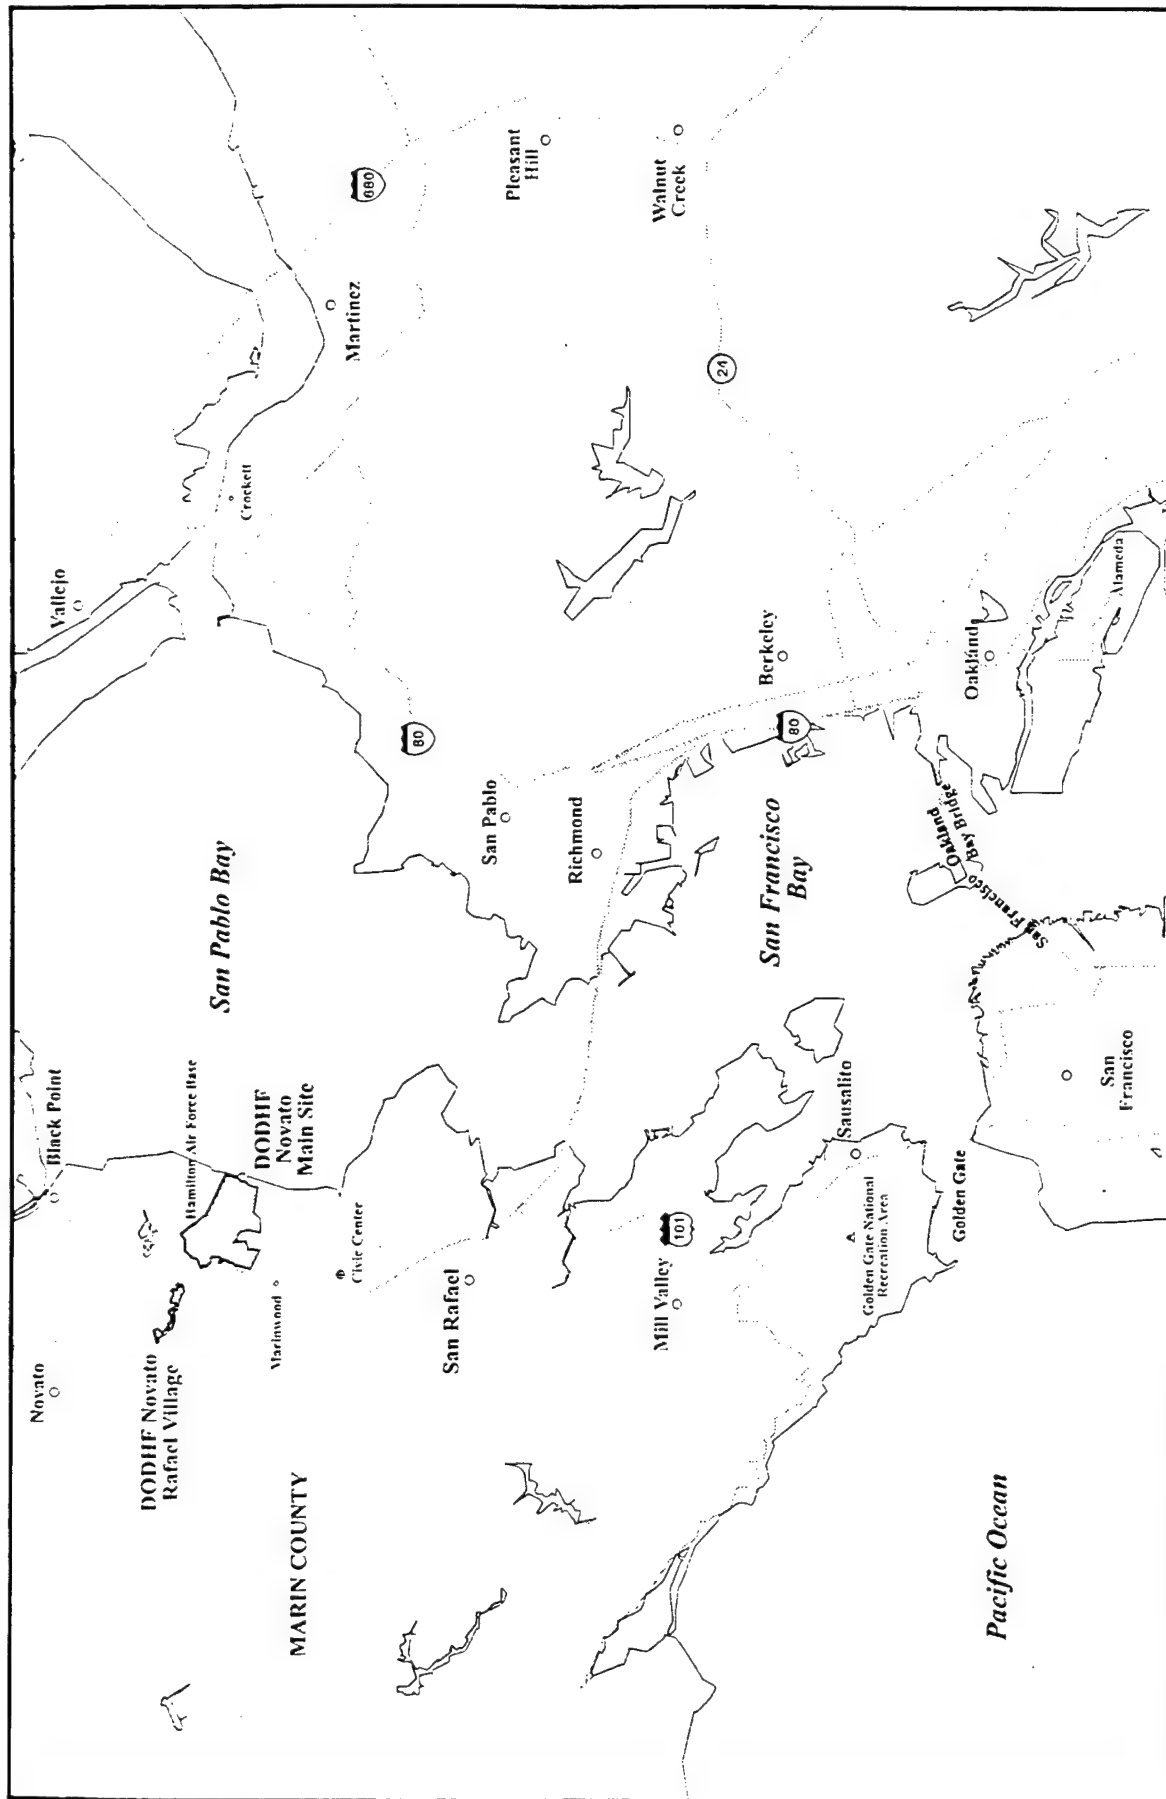 Novato
Black Point
Vallejo
DODHF Novato
Rafael Village
Hamilton Air Force Base
DODHF
Novato
Main Site
San Pablo Bay
Crockett
MARIN COUNTY
Marinwood
Civic Center
Martinez
680
80
San Rafael
San Pablo
Pleasant
Hill
Richmond
Mill Valley
101
Walnut
Creek
24
San Francisco
Bay
Berkeley
80
Sausalito
Golden Gate National
Recreation Area
Golden Gate
San Francisco Oakland
Bay Bridge
Oakland
Pacific Ocean
San
Francisco
Alameda